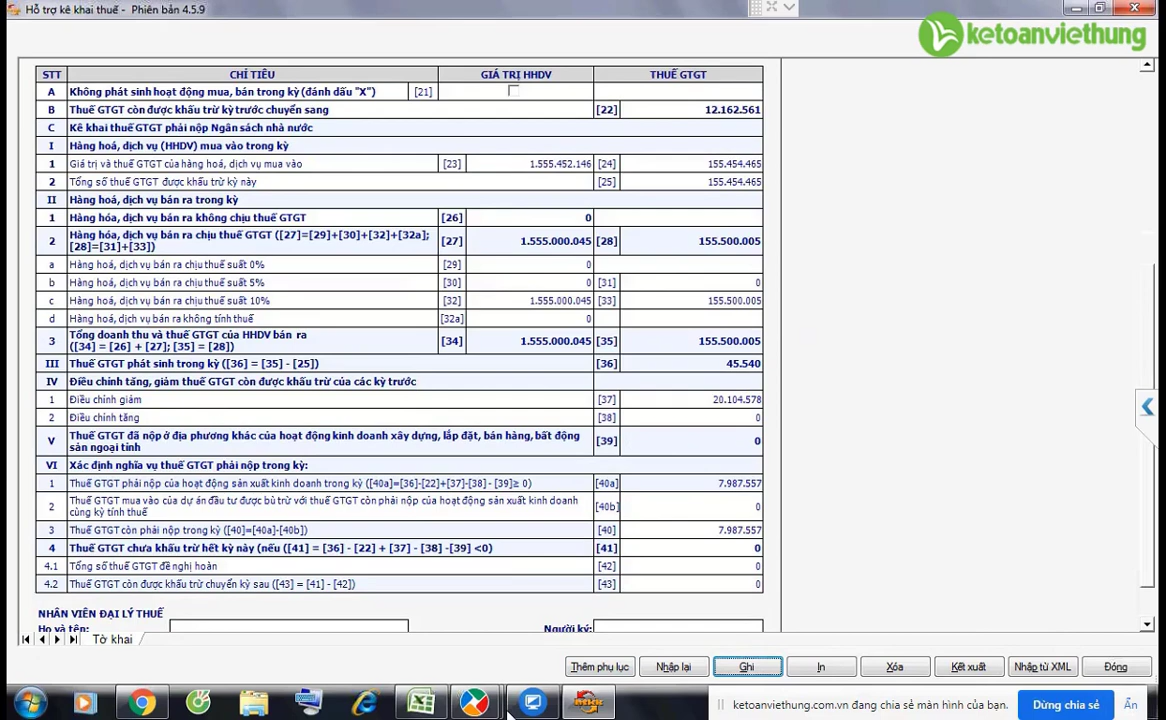 Hỗ trợ kê khai thuế - Phiên bản 4.5.9
ketoanviethung
STT CHỈ TIÊU GIÁ TRỊ HHDV THUẾ GTGT
A Không phát sinh hoạt động mua, bán trong kỳ (đánh dấu "X") [21]
B Thuế GTGT còn được khấu trừ kỳ trước chuyển sang [22] 12.162.561
C Kê khai thuế GTGT phải nộp Ngân sách nhà nước
I Hàng hoá, dịch vụ (HHDV) mua vào trong kỳ
1 Giá trị và thuế GTGT của hàng hoá, dịch vụ mua vào [23] 1.555.452.146 [24] 155.454.465
2 Tổng số thuế GTGT được khấu trừ kỳ này [25] 155.454.465
II Hàng hoá, dịch vụ bán ra trong kỳ
1 Hàng hóa, dịch vụ bán ra không chịu thuế GTGT [26] 0
2 Hàng hoá, dịch vụ bán ra chịu thuế GTGT ([27]=[29]+[30]+[32]+[32a];
[28]=[31]+[33]) [27] 1.555.000.045 [28] 155.500.005
a Hàng hoá, dịch vụ bán ra chịu thuế suất 0% [29] 0
b Hàng hoá, dịch vụ bán ra chịu thuế suất 5% [30] 0 [31] 0
c Hàng hoá, dịch vụ bán ra chịu thuế suất 10% [32] 1.555.000.045 [33] 155.500.005
d Hàng hoá, dịch vụ bán ra không tính thuế [32a] 0
3 Tổng doanh thu và thuế GTGT của HHDV bán ra
([34] = [26] + [27]; [35] = [28]) [34] 1.555.000.045 [35] 155.500.005
III Thuế GTGT phát sinh trong kỳ ([36] = [35] - [25]) [36] 45.540
IV Điều chỉnh tăng, giảm thuế GTGT còn được khấu trừ của các kỳ trước
1 Điều chỉnh giảm [37] 20.104.578
2 Điều chỉnh tăng [38] 0
V Thuế GTGT đã nộp ở địa phương khác của hoạt động kinh doanh xây dựng, lắp đặt, bán hàng, bất động
sản ngoại tỉnh [39] 0
VI Xác định nghĩa vụ thuế GTGT phải nộp trong kỳ:
1 Thuế GTGT phải nộp của hoạt động sản xuất kinh doanh trong kỳ ([40a]=[36]-[22]+[37]-[38] - [39]≥ 0) [40a] 7.987.557
2 Thuế GTGT mua vào của dự án đầu tư được bù trừ với thuế GTGT còn phải nộp của hoạt động sản xuất kinh doanh
cùng kỳ tính thuế [40b] 0
3 Thuế GTGT còn phải nộp trong kỳ ([40]=[40a]-[40b]) [40] 7.987.557
4 Thuế GTGT chưa khấu trừ hết kỳ này (nếu ([41] = [36] - [22] + [37] - [38] -[39] <0) [41] 0
4.1 Tổng số thuế GTGT đề nghị hoàn [42] 0
4.2 Thuế GTGT còn được khấu trừ chuyển kỳ sau ([43] = [41] - [42]) [43] 0
NHÂN VIÊN ĐẠI LÝ THUẾ
Họ và tên: Người ký:
Tờ khai
Thêm phụ lục Nhập lại Ghi In Xóa Kết xuất Nhập từ XML Đóng
ketoanviethung.com.vn đang chia sẻ màn hình của bạn. Dừng chia sẻ Ẩn